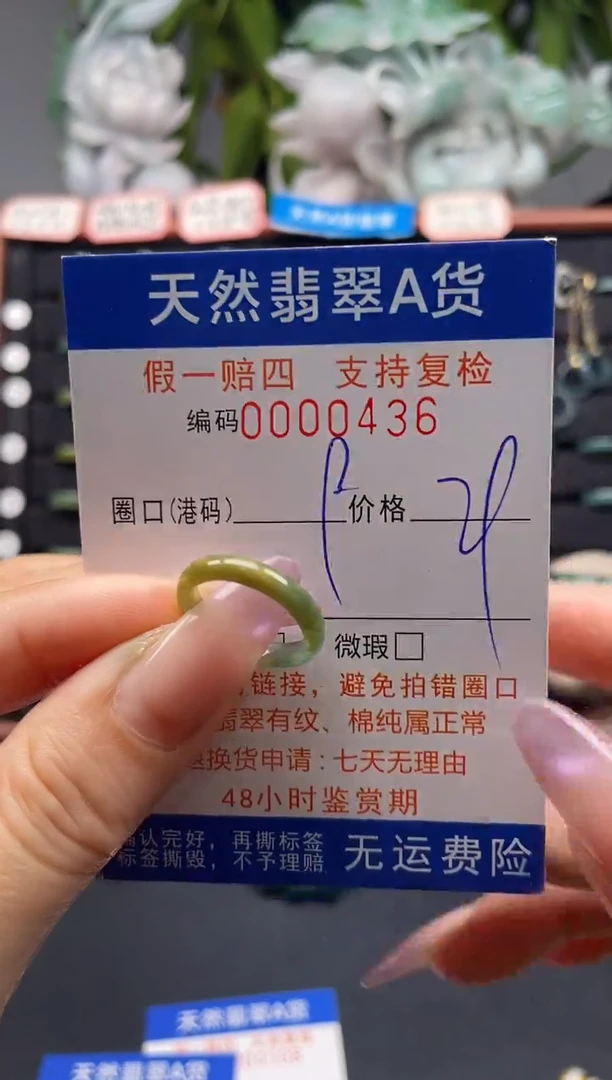 天然翡翠A货
假一赔四 支持复检
编码0000436
圈口(港码) 价格
微瑕
链接，避免拍错圈口
翡翠有纹、棉纯属正常
退换货申请：七天无理由
48小时鉴赏期
确认完好，再撕标签
标签撕毁，不予理赔
无运费险
天然翡翠A货
天然翡翠A货